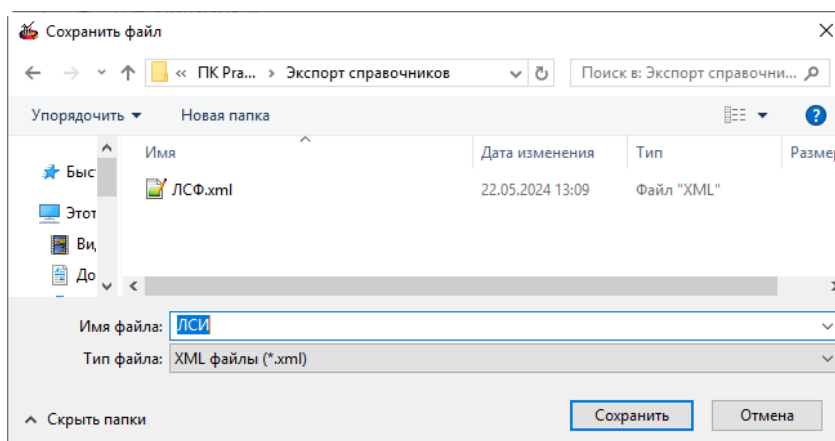 Сохранить файл
« ПК Pra... › Экспорт справочников
Поиск в: Экспорт справочни...
Упорядочить
Новая папка
Имя
Дата изменения
Тип
Размер
Быст
ЛСФ.xml
22.05.2024 13:09
Файл "XML"
Этот
Ви
До
Имя файла: ЛСИ
Тип файла: XML файлы (*.xml)
Скрыть папки
Сохранить
Отмена